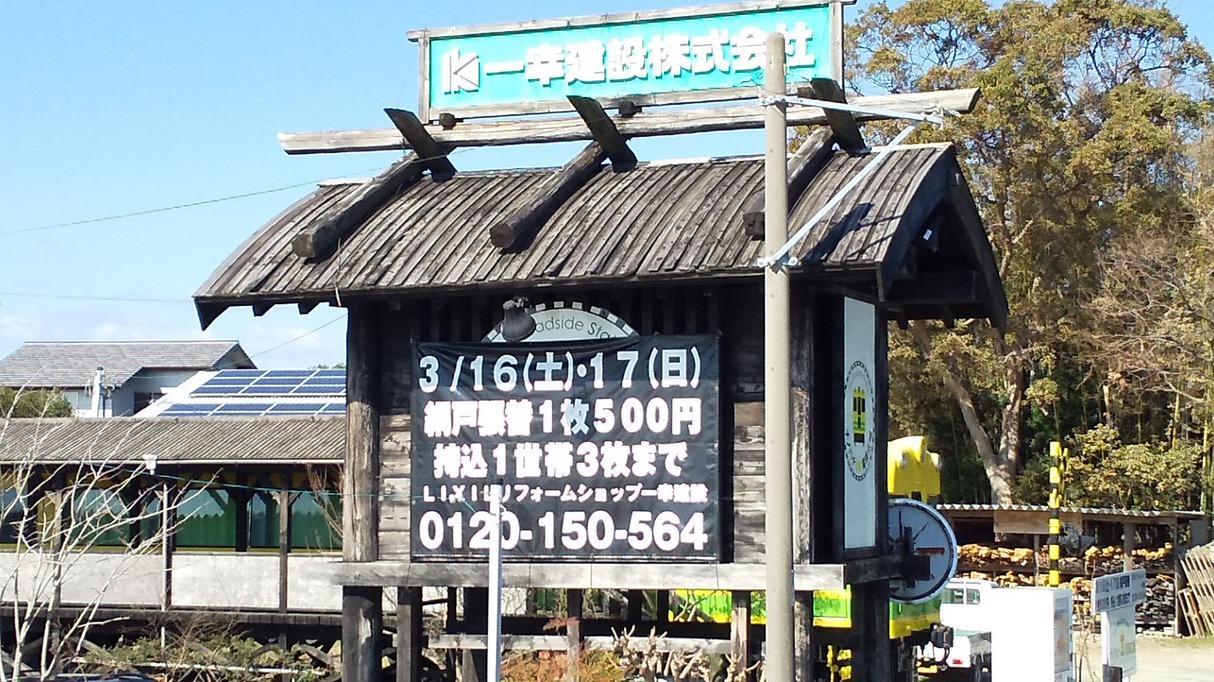 一幸建設株式会社
adside Sta
3/16(土)・17(日)
網戸張替1枚500円
持込1世帯3枚まで
LIXILリフォームショップ一幸建設
0120-150-564